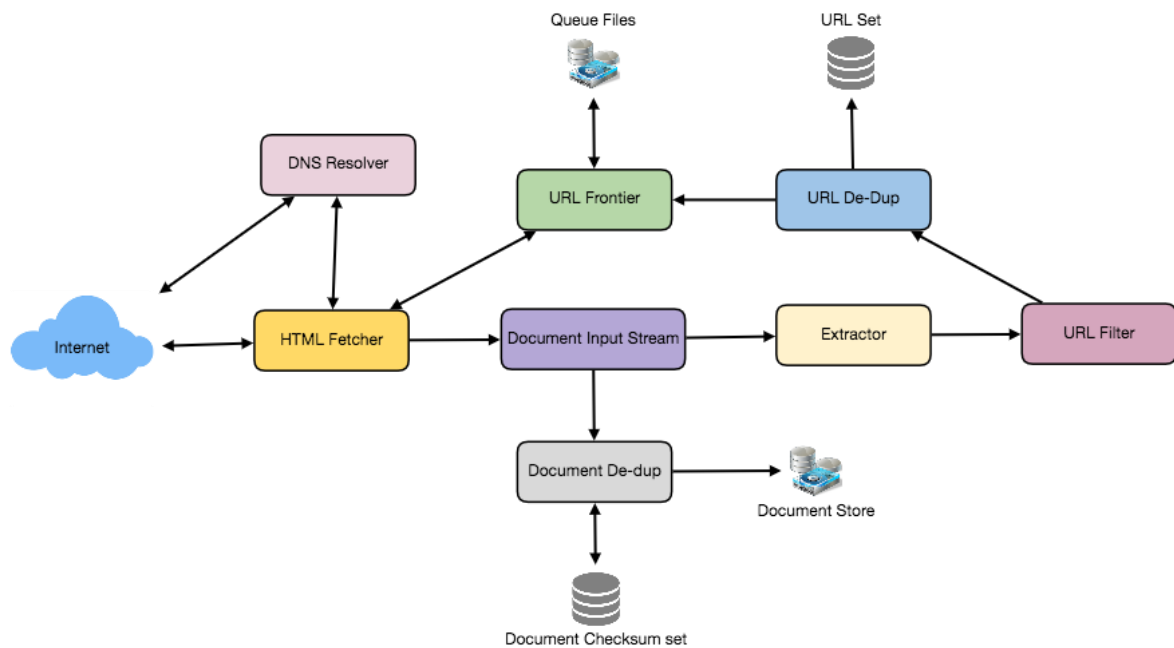 Queue Files
URL Set
DNS Resolver
URL Frontier
URL De-Dup
Internet
HTML Fetcher
Document Input Stream
Extractor
URL Filter
Document De-dup
Document Store
Document Checksum set